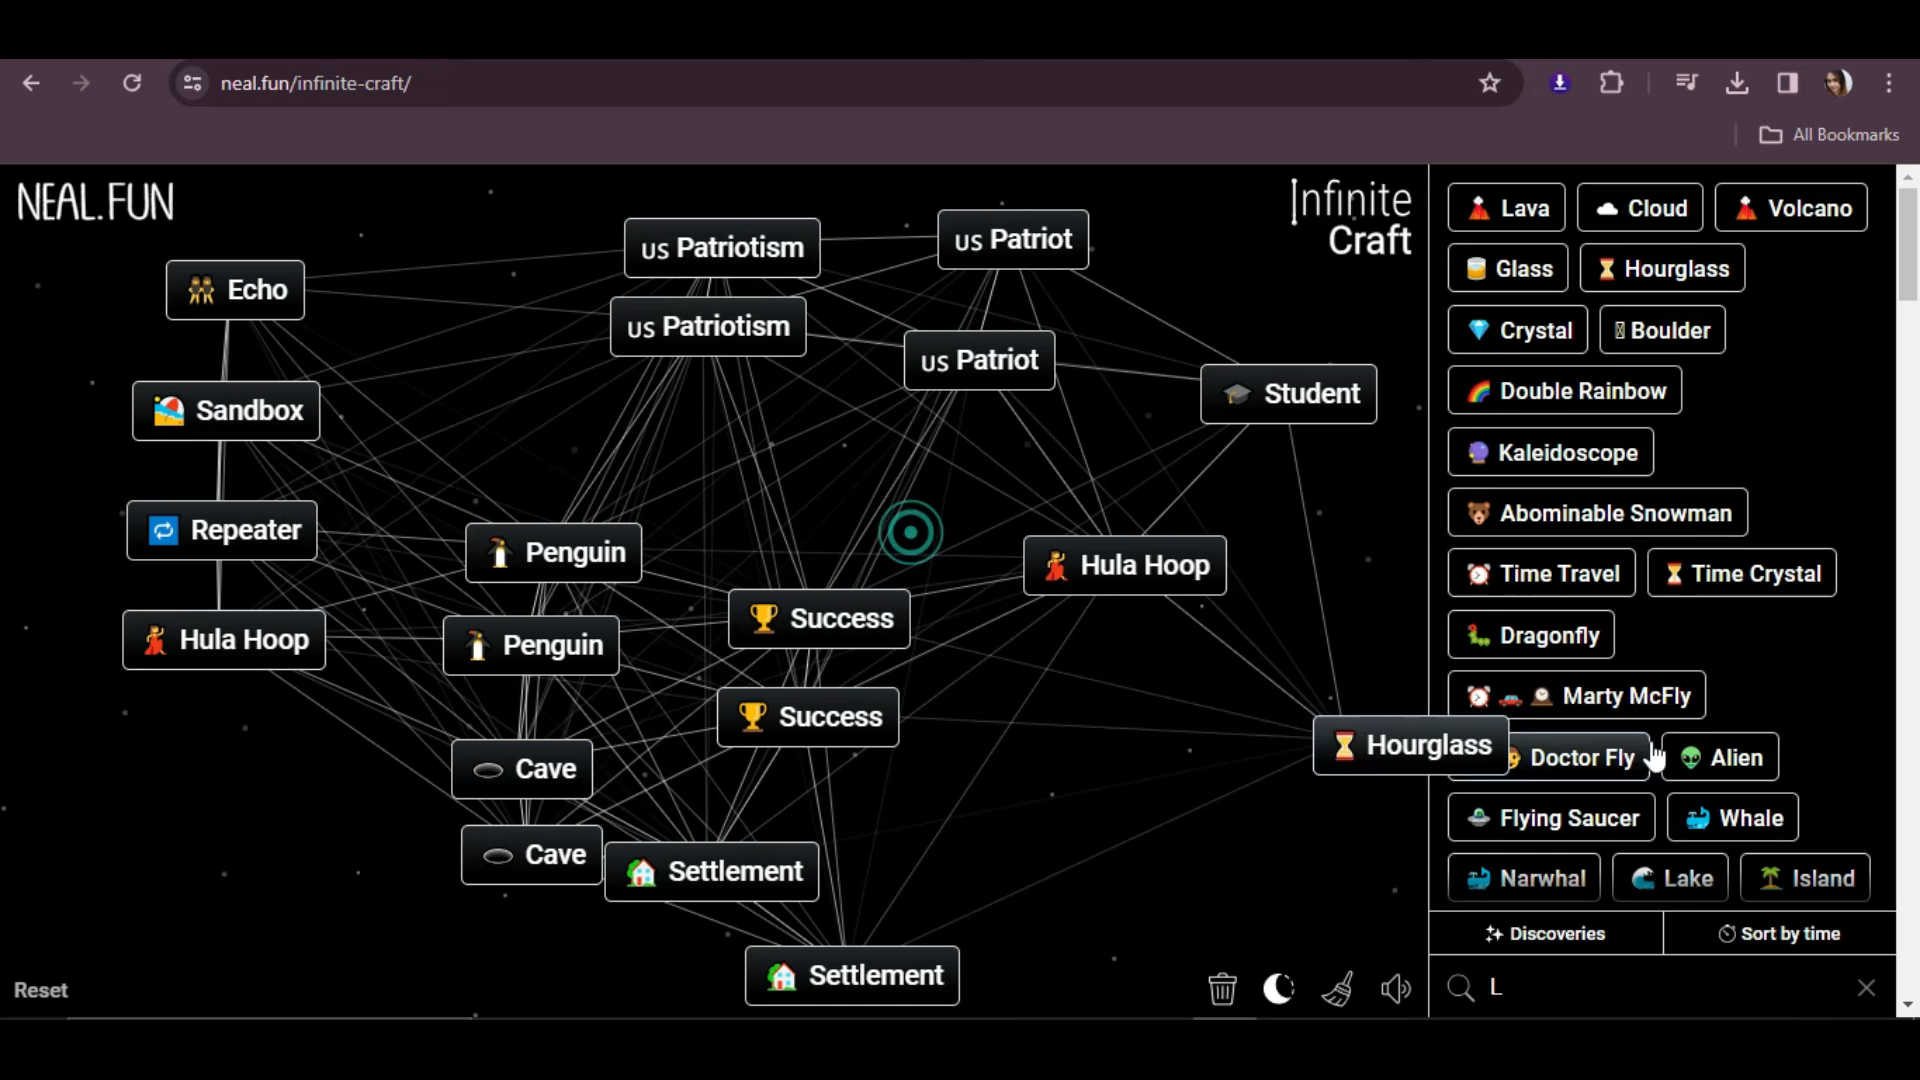 neal.fun/infinite-craft/
All Bookmarks
NEAL.FUN
Infinite
Craft
US Patriotism
US Patriot
Echo
US Patriotism
US Patriot
Student
Sandbox
Repeater
Penguin
Hula Hoop
Success
Hula Hoop
Penguin
Success
Hourglass
Cave
Cave
Settlement
Settlement
Reset
Lava Cloud Volcano
Glass Hourglass
Crystal Boulder
Double Rainbow
Kaleidoscope
Abominable Snowman
Time Travel Time Crystal
Dragonfly
Marty McFly
Doctor Fly Alien
Flying Saucer Whale
Narwhal Lake Island
Discoveries Sort by time
L